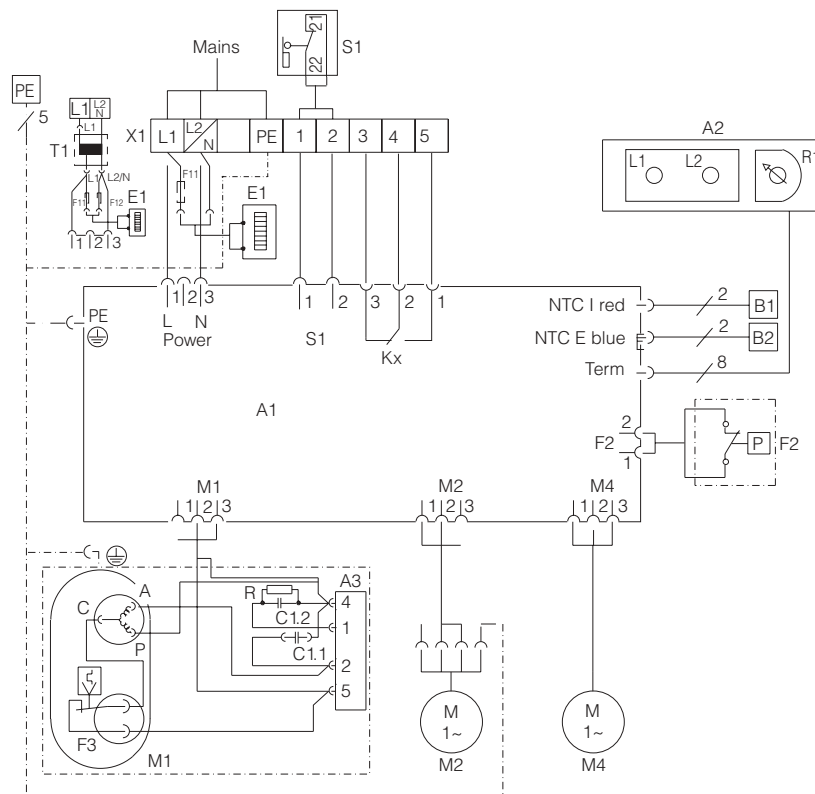 Mains
21
22
S1
PE
5
L1
L2
N
L1
T1
L1
L2/N
F11
F12
E1
1 2 3
X1
L1
L2
N
PE
1
2
3
4
5
F11
E1
A2
L1
L2
R1
1 2 3
L
N
Power
1
2
S1
3
2
1
Kx
NTC I red
2
B1
NTC E blue
2
B2
Term
8
PE
A1
2
F2
1
P
F2
M1
1 2 3
M2
1 2 3
M4
1 2 3
A
C
P
R
C1.2
C1.1
A3
4
1
2
5
F3
M1
M
1~
M2
M
1~
M4